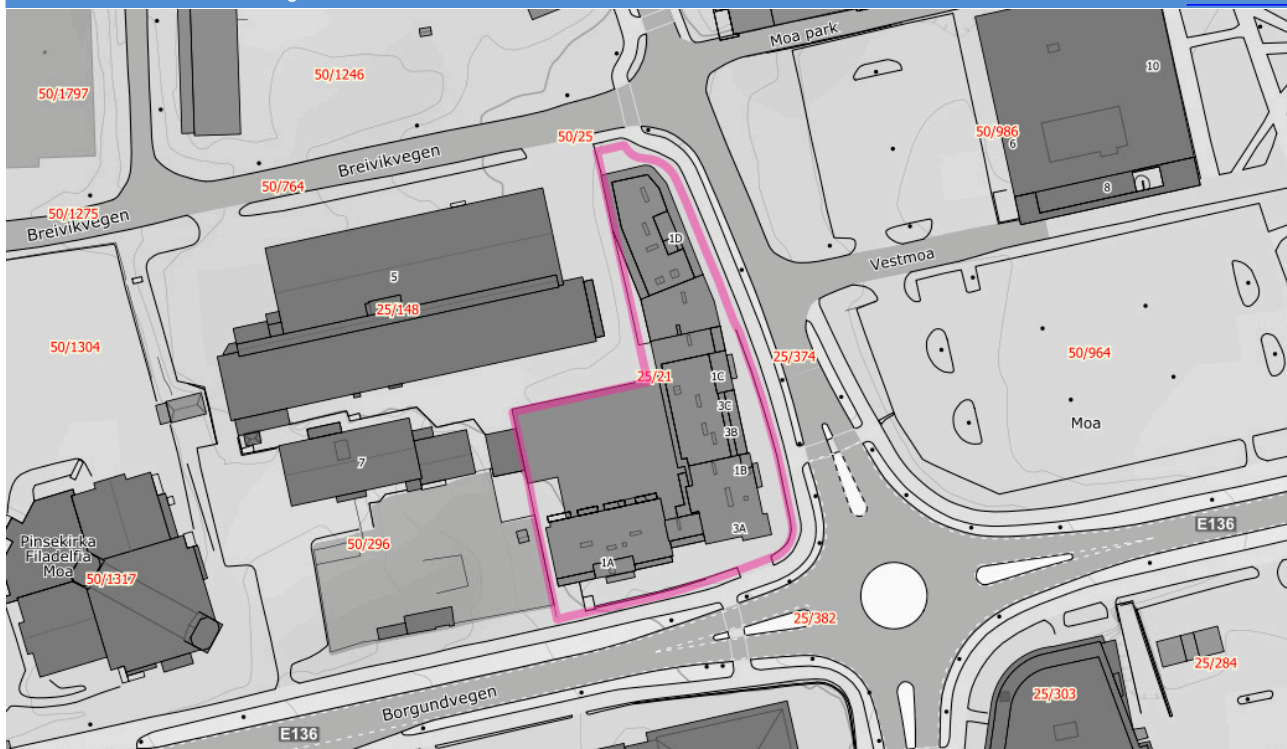 Moa park
50/1246
10
50/1797
50/25
50/986
6
Breivikvegen
50/764
8
50/1275
Breivikvegen
1D
Vestmoa
5
25/148
50/1304
25/374
50/964
25/21
1C
3C
Moa
3B
7
1B
3A
E136
Pinsekirka
Filadelfia
Moa
50/296
1A
50/1317
25/382
25/284
25/303
Borgundvegen
E136